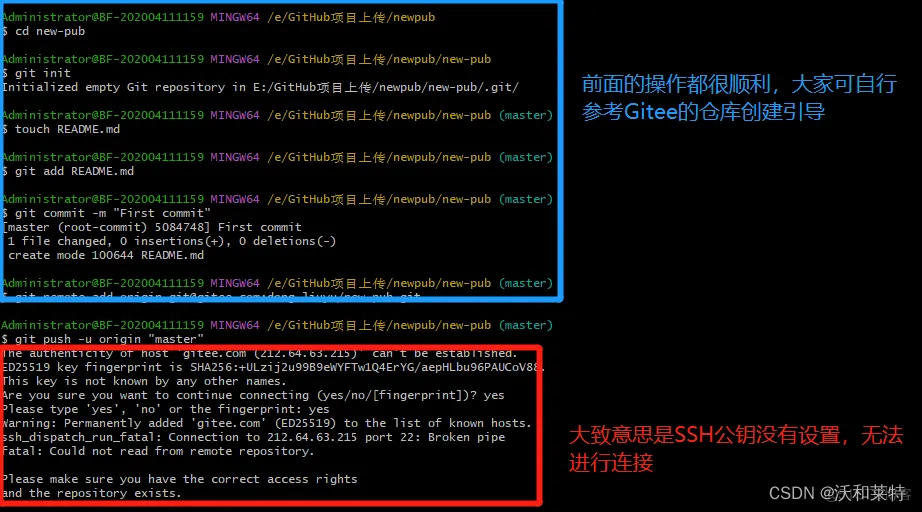 Administrator@BF-202004111159 MINGW64 /e/GitHub项目上传/newpub
$ cd new-pub
Administrator@BF-202004111159 MINGW64 /e/GitHub项目上传/newpub/new-pub
$ git init
Initialized empty Git repository in E:/GitHub项目上传/newpub/new-pub/.git/
Administrator@BF-202004111159 MINGW64 /e/GitHub项目上传/newpub/new-pub (master)
$ touch README.md
Administrator@BF-202004111159 MINGW64 /e/GitHub项目上传/newpub/new-pub (master)
$ git add README.md
Administrator@BF-202004111159 MINGW64 /e/GitHub项目上传/newpub/new-pub (master)
$ git commit -m "First commit"
[master (root-commit) 5084748] First commit
1 file changed, 0 insertions(+), 0 deletions(-)
create mode 100644 README.md
Administrator@BF-202004111159 MINGW64 /e/GitHub项目上传/newpub/new-pub (master)
$ git remote add origin
Administrator@BF-202004111159 MINGW64 /e/GitHub项目上传/newpub/new-pub (master)
$ git push -u origin "master"
The authenticity of host 'gitee.com (212.64.63.215)' can't be established.
ED25519 key fingerprint is SHA256:+ULzij2u99B9eWYFTw1Q4ErYG/aepHLbu96PAUCoV88.
This key is not known by any other names.
Are you sure you want to continue connecting (yes/no/[fingerprint])? yes
Please type 'yes', 'no' or the fingerprint: yes
Warning: Permanently added 'gitee.com' (ED25519) to the list of known hosts.
ssh_dispatch_run_fatal: Connection to 212.64.63.215 port 22: Broken pipe
fatal: Could not read from remote repository.
Please make sure you have the correct access rights
and the repository exists.
前面的操作都很顺利，大家可自行
参考Gitee的仓库创建引导
大致意思是SSH公钥没有设置，无法
进行连接
CSDN @沃和莱特